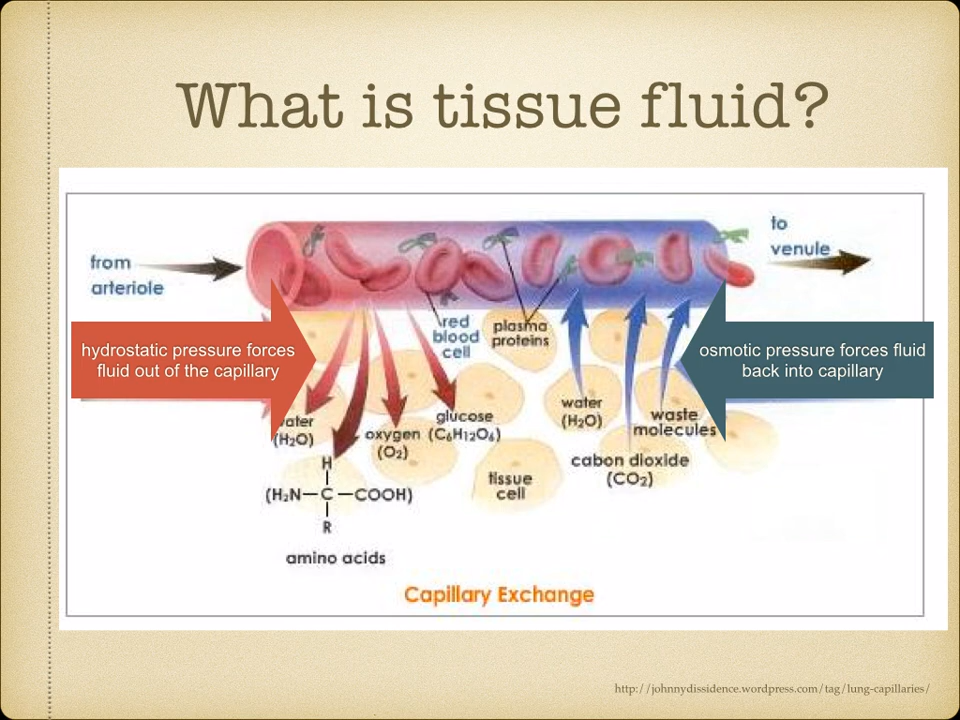 What is tissue fluid?
from
arteriole
to
venule
red
blood
cell
plasma
proteins
hydrostatic pressure forces
fluid out of the capillary
osmotic pressure forces fluid
back into capillary
water
(H2O)
oxygen
(O2)
glucose
(C6H12O6)
water
(H2O)
waste
molecules
cabon dioxide
(CO2)
tissue
cell
H
(H2N—C—COOH)
R
amino acids
Capillary Exchange
http://johnnydissidence.wordpress.com/tag/lung-capillaries/